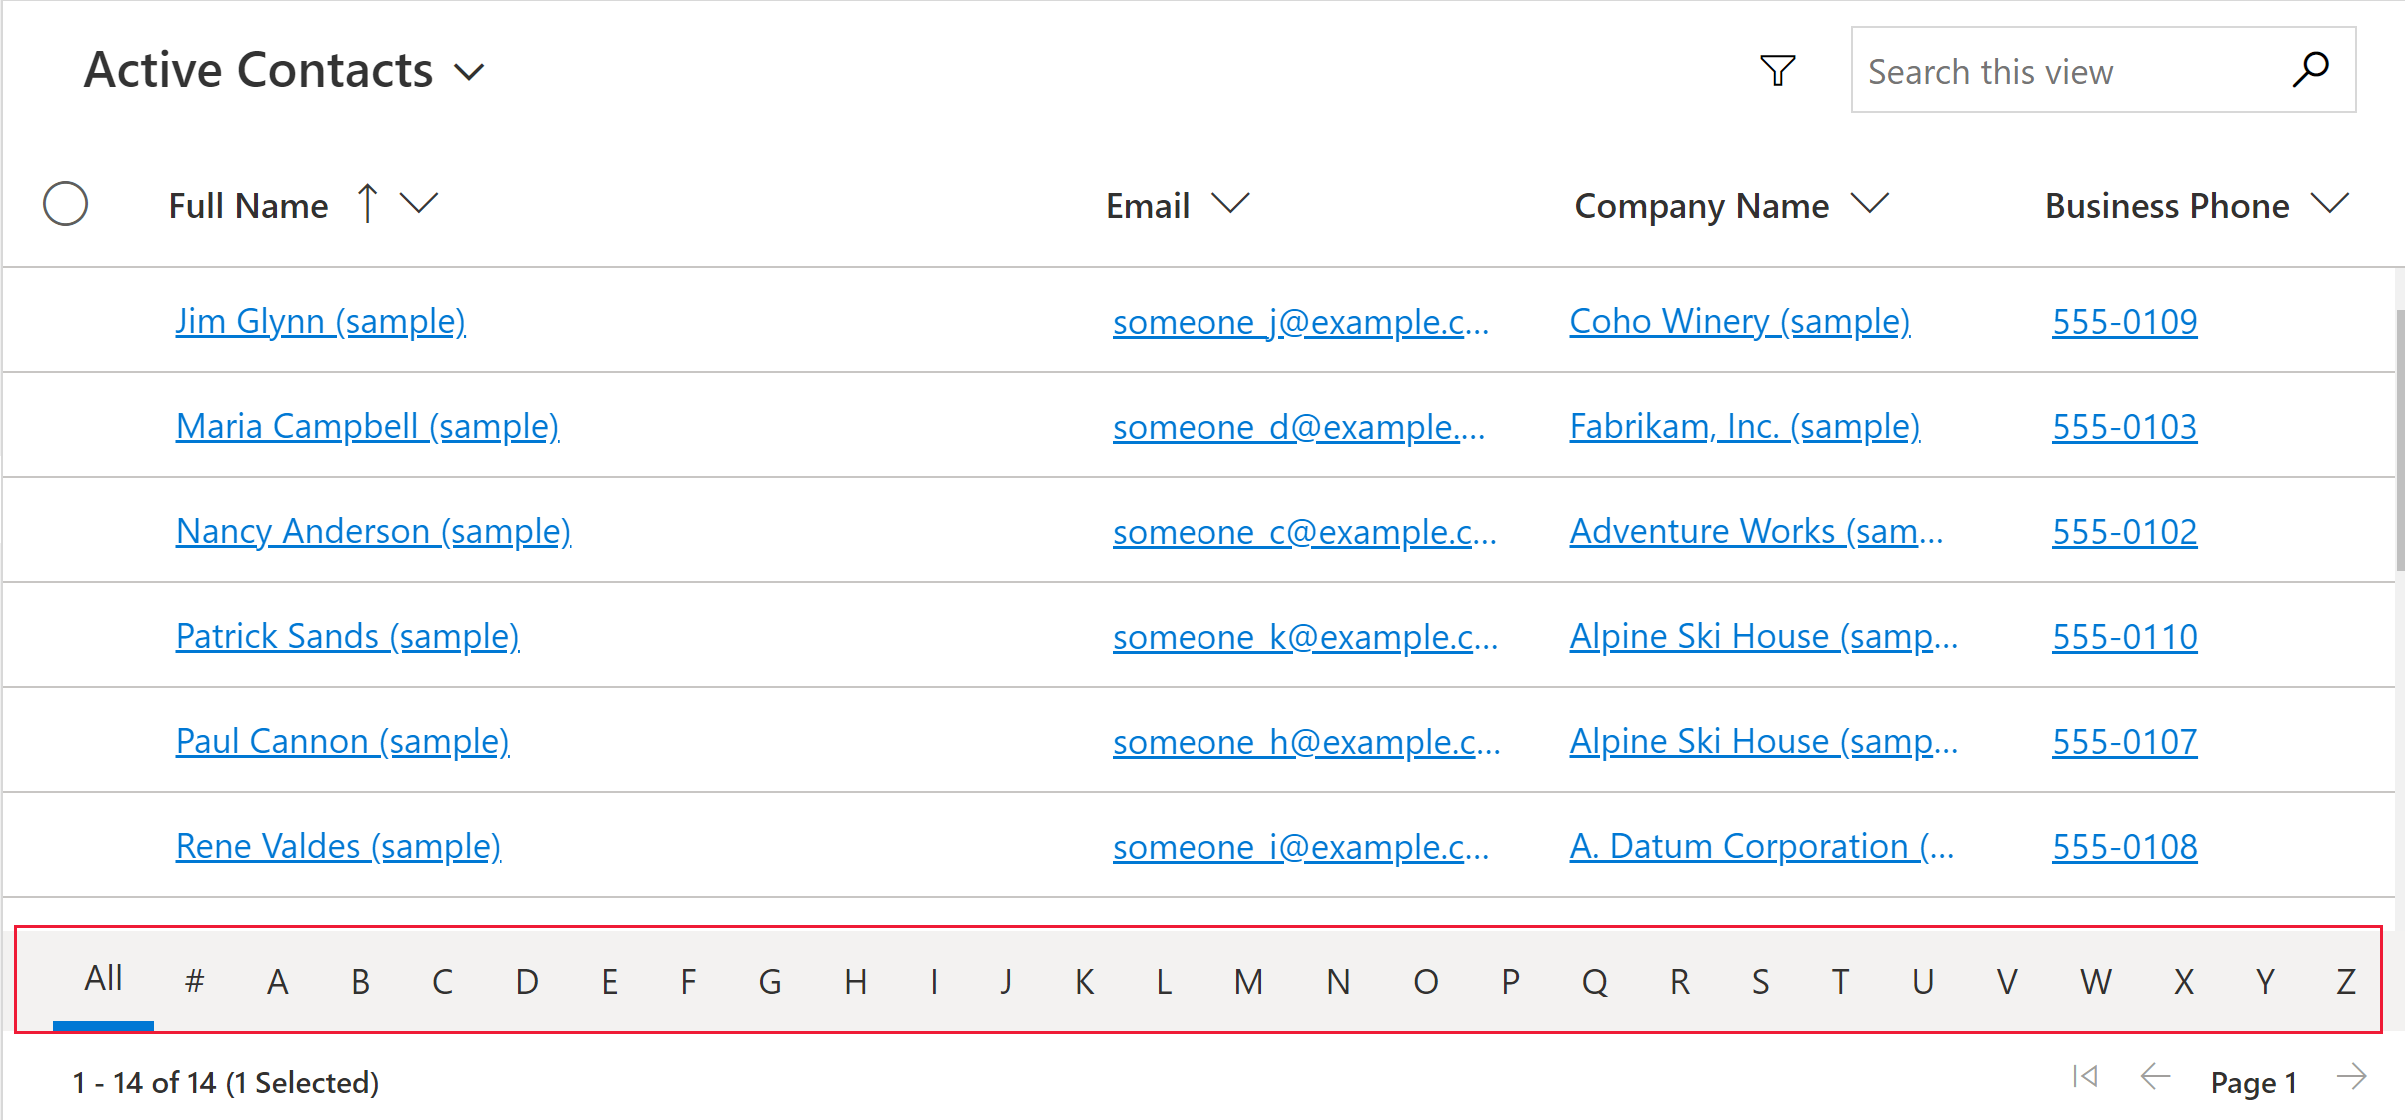 Active Contacts
Search this view
Full Name Email Company Name Business Phone
Jim Glynn (sample) someone_j@example.c... Coho Winery (sample) 555-0109
Maria Campbell (sample) someone_d@example.... Fabrikam, Inc. (sample) 555-0103
Nancy Anderson (sample) someone_c@example.c... Adventure Works (sam... 555-0102
Patrick Sands (sample) someone_k@example.c... Alpine Ski House (samp... 555-0110
Paul Cannon (sample) someone_h@example.c... Alpine Ski House (samp... 555-0107
Rene Valdes (sample) someone_i@example.c... A. Datum Corporation (... 555-0108
All # A B C D E F G H I J K L M N O P Q R S T U V W X Y Z
1 - 14 of 14 (1 Selected) Page 1